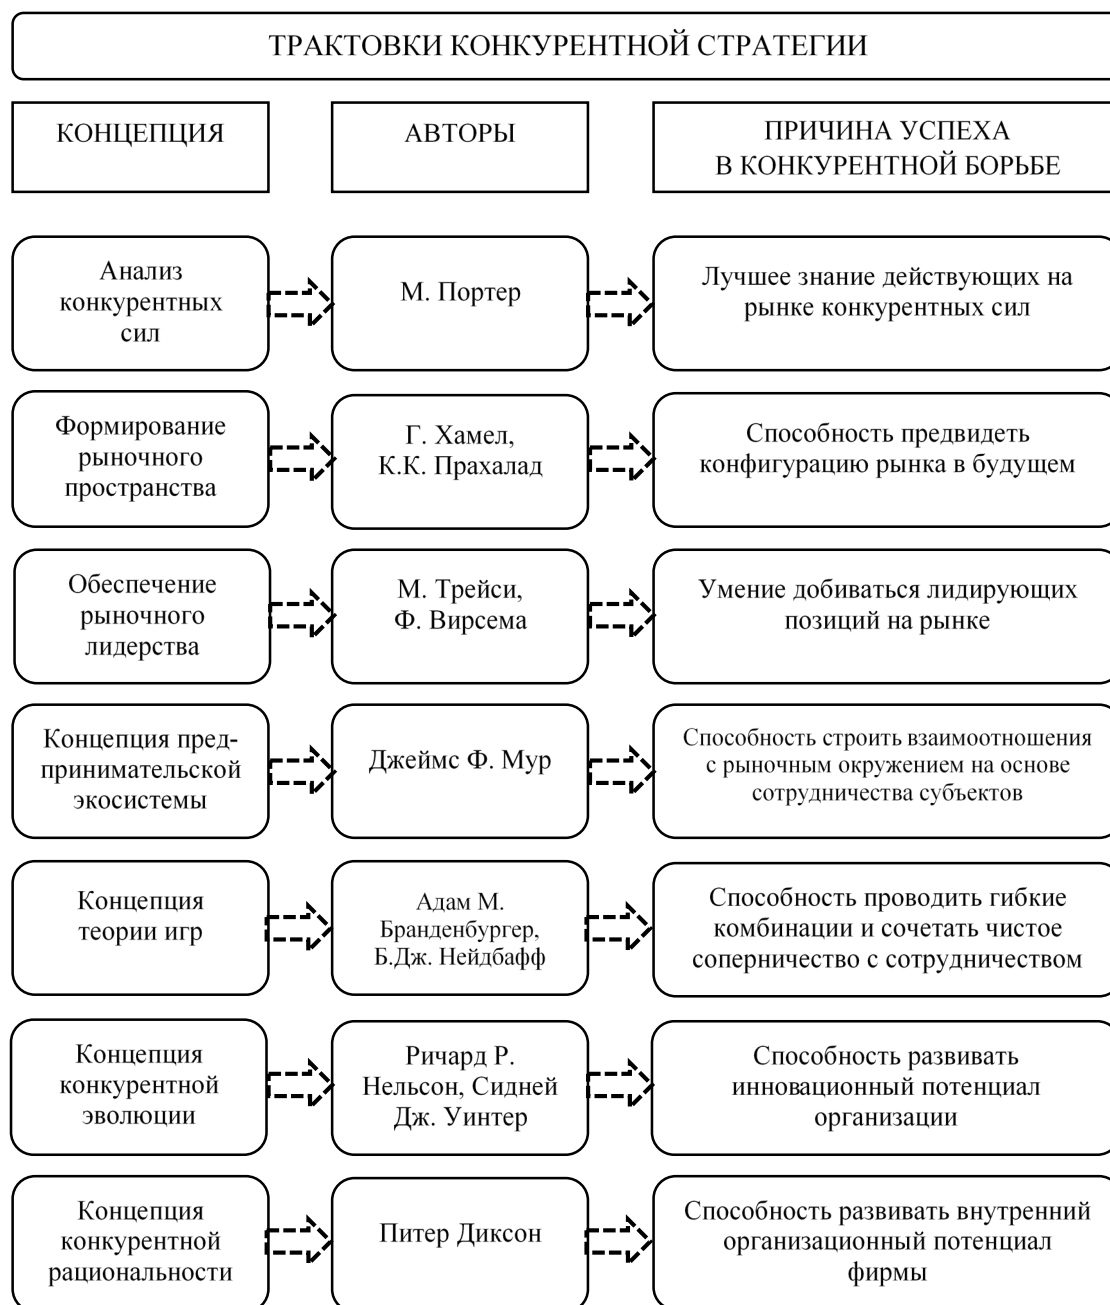 ТРАКТОВКИ КОНКУРЕНТНОЙ СТРАТЕГИИ
КОНЦЕПЦИЯ
АВТОРЫ
ПРИЧИНА УСПЕХА
В КОНКУРЕНТНОЙ БОРЬБЕ
Анализ
конкурентных
сил
М. Портер
Лучшее знание действующих на
рынке конкурентных сил
Формирование
рыночного
пространства
Г. Хамел,
К.К. Прахалад
Способность предвидеть
конфигурацию рынка в будущем
Обеспечение
рыночного
лидерства
М. Трейси,
Ф. Вирсема
Умение добиваться лидирующих
позиций на рынке
Концепция пред-
принимательской
экосистемы
Джеймс Ф. Мур
Способность строить взаимоотношения
с рыночным окружением на основе
сотрудничества субъектов
Концепция
теории игр
Адам М.
Бранденбургер,
Б.Дж. Нейдбафф
Способность проводить гибкие
комбинации и сочетать чистое
соперничество с сотрудничеством
Концепция
конкурентной
эволюции
Ричард Р.
Нельсон, Сидней
Дж. Уинтер
Способность развивать
инновационный потенциал
организации
Концепция
конкурентной
рациональности
Питер Диксон
Способность развивать внутренний
организационный потенциал
фирмы